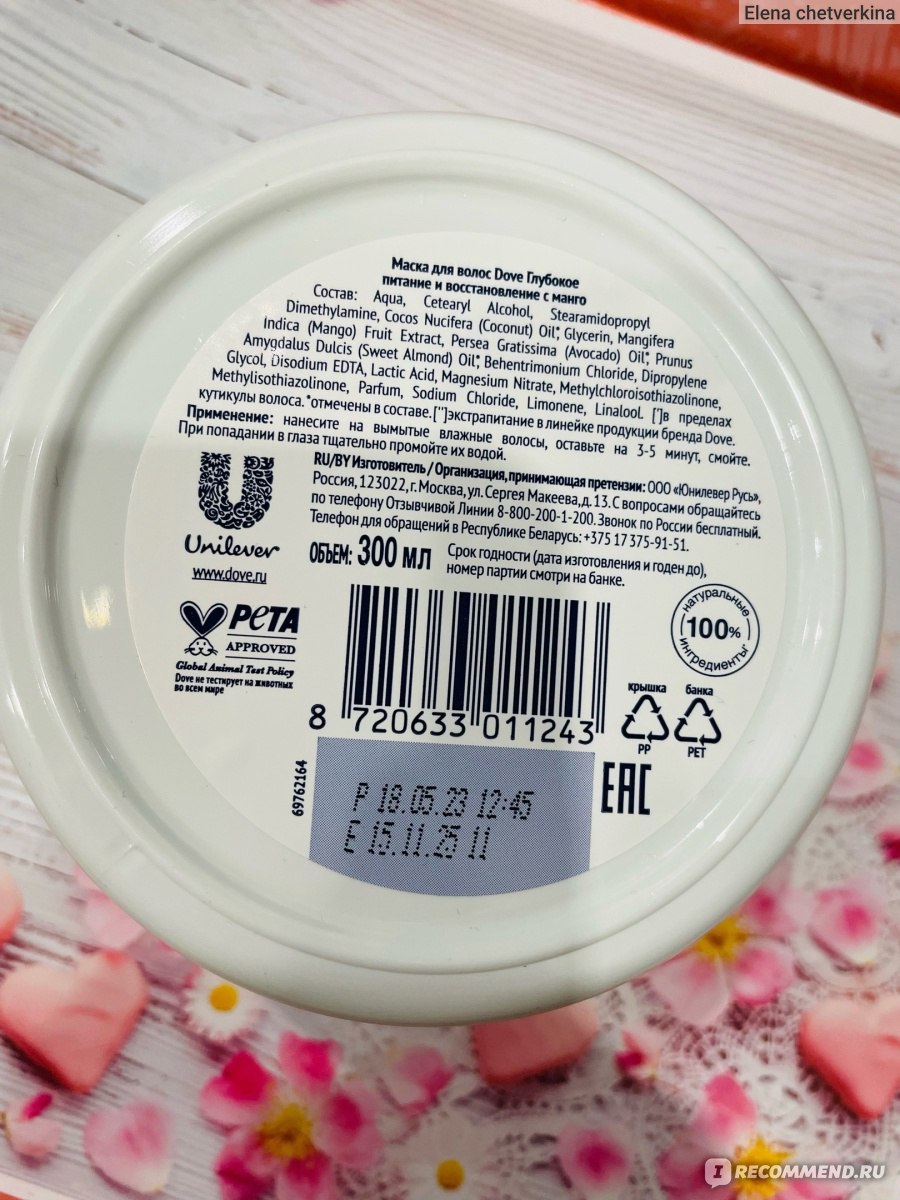 Elena chetverkina
Маска для волос Dove Глубокое
питание и восстановление с манго
Состав: Aqua, Cetearyl Alcohol, Stearamidopropyl
Dimethylamine, Cocos Nucifera (Coconut) Oil*, Glycerin, Mangifera
Indica (Mango) Fruit Extract, Persea Gratissima (Avocado) Oil*, Prunus
Amygdalus Dulcis (Sweet Almond) Oil*, Behentrimonium Chloride, Dipropylene
Glycol, Disodium EDTA, Lactic Acid, Magnesium Nitrate, Methylchloroisothiazolinone,
Methylisothiazolinone, Parfum, Sodium Chloride, Limonene, Linalool. [']в пределах
кутикулы волоса. *отмечены в составе. ['']экстрапитание в линейке продукции бренда Dove.
Применение: нанесите на вымытые влажные волосы, оставьте на 3-5 минут, смойте.
При попадании в глаза тщательно промойте их водой.
RU/BY Изготовитель / Организация, принимающая претензии: ООО «Юнилевер Русь»,
Россия, 123022, г. Москва, ул. Сергея Макеева, д. 13. С вопросами обращайтесь
по телефону Отзывчивой Линии 8-800-200-1-200. Звонок по России бесплатный.
Телефон для обращений в Республике Беларусь: +375 17 375-91-51.
Unilever
www.dove.ru
ОБЪЕМ: 300 мл
Срок годности (дата изготовления и годен до),
номер партии смотри на банке.
PETA
APPROVED
Global Animal Test Policy
Dove не тестирует на животных
во всем мире
натуральные
100%
ингредиенты*
крышка банка
PP PET
8 720633 011243
69762164
EAC
P 18.05.23 12:45
E 15.11.25 11
IRECOMMEND.RU